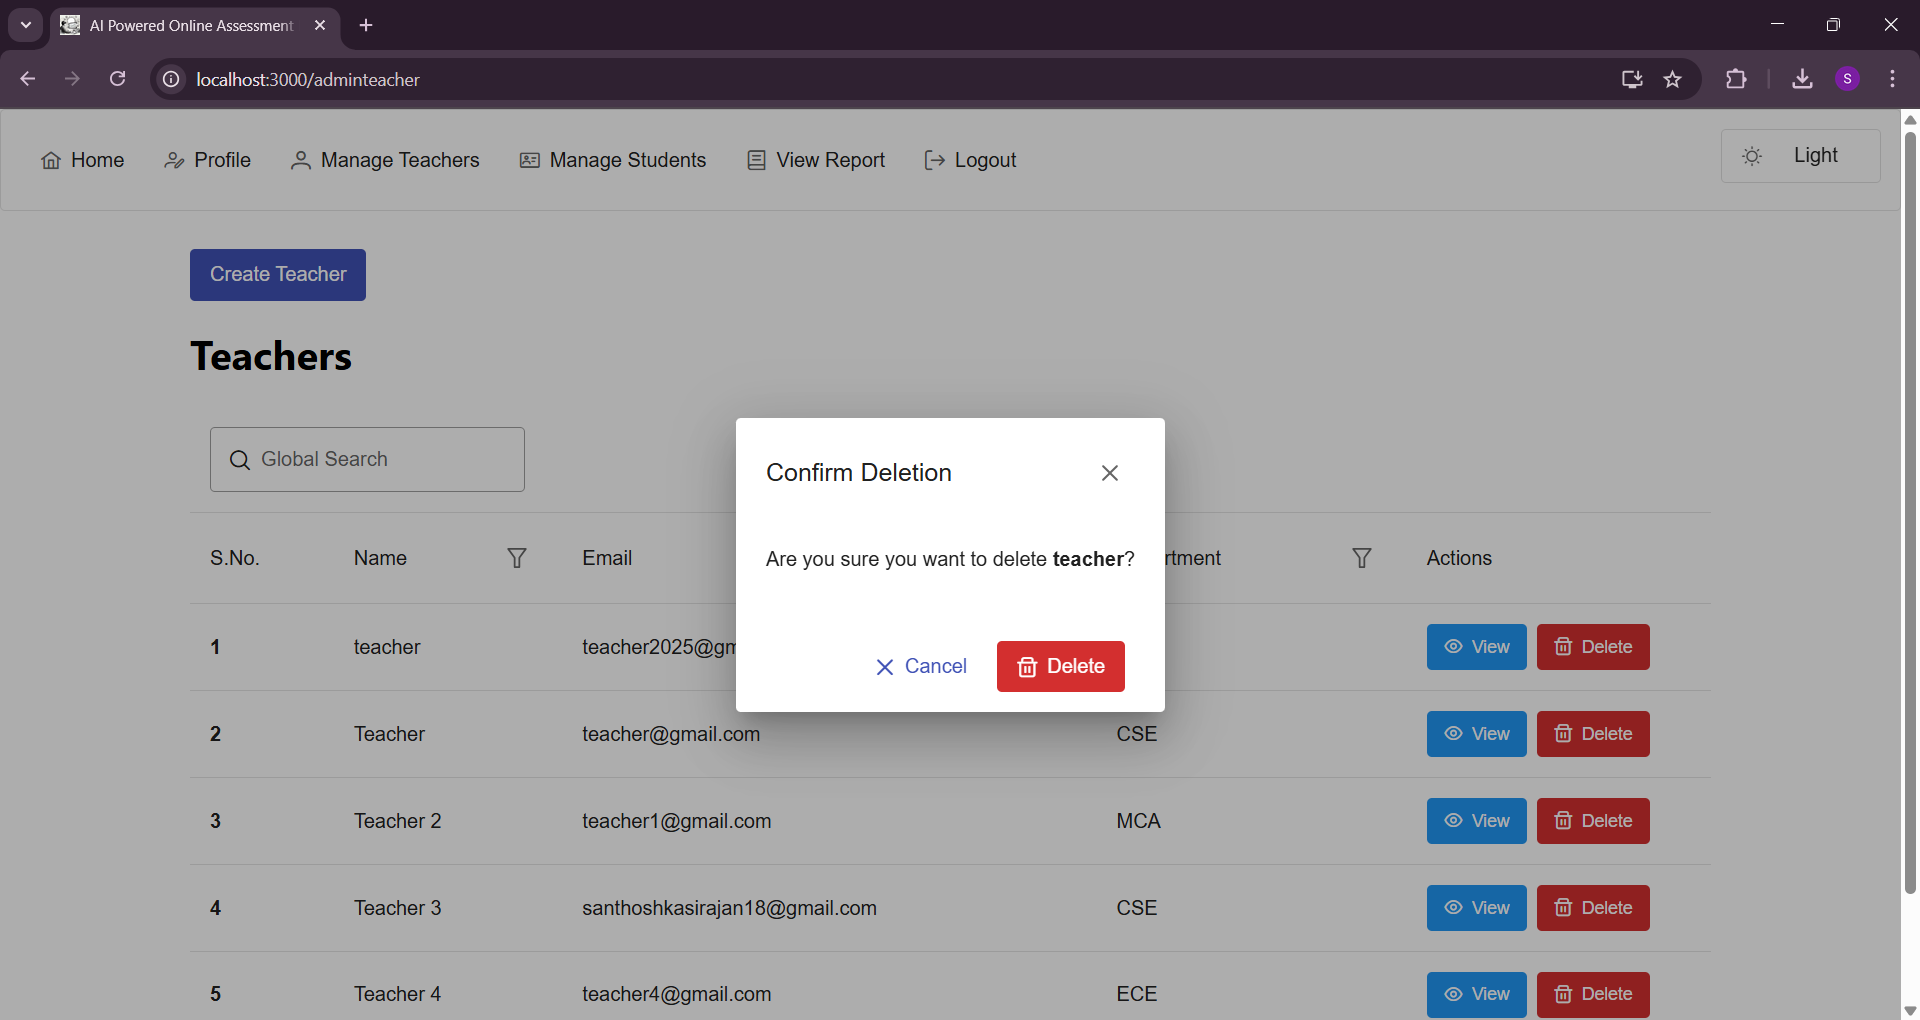 AI Powered Online Assessment
localhost:3000/adminteacher
S
Home Profile Manage Teachers Manage Students View Report Logout Light
Create Teacher
Teachers
Global Search
Confirm Deletion
Are you sure you want to delete teacher?
Cancel Delete
S.No. Name Email rtment Actions
1 teacher teacher2025@gm View Delete
2 Teacher teacher@gmail.com CSE View Delete
3 Teacher 2 teacher1@gmail.com MCA View Delete
4 Teacher 3 santhoshkasirajan18@gmail.com CSE View Delete
5 Teacher 4 teacher4@gmail.com ECE View Delete